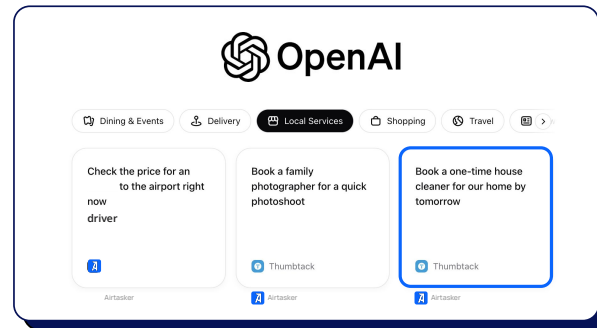 OpenAI
Dining & Events
Delivery
Local Services
Shopping
Travel
Check the price for an
to the airport right
now
driver
Airtasker
Book a family
photographer for a quick
photoshoot
Thumbtack
Airtasker
Book a one-time house
cleaner for our home by
tomorrow
Thumbtack
Airtasker